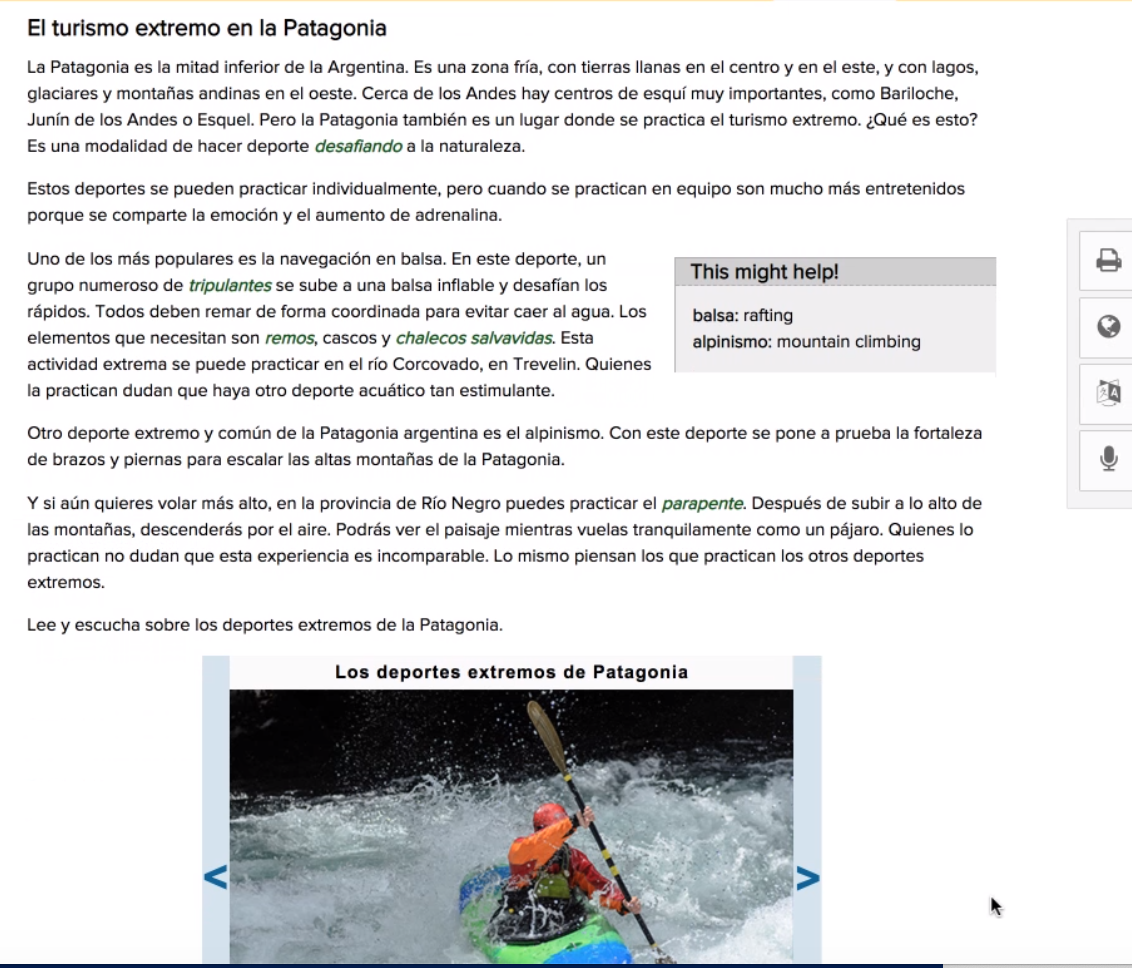 El turismo extremo en la Patagonia
La Patagonia es la mitad inferior de la Argentina. Es una zona fría, con tierras llanas en el centro y en el este, y con lagos,
glaciares y montañas andinas en el oeste. Cerca de los Andes hay centros de esquí muy importantes, como Bariloche,
Junín de los Andes o Esquel. Pero la Patagonia también es un lugar donde se practica el turismo extremo. ¿Qué es esto?
Es una modalidad de hacer deporte desafiando a la naturaleza.
Estos deportes se pueden practicar individualmente, pero cuando se practican en equipo son mucho más entretenidos
porque se comparte la emoción y el aumento de adrenalina.
Uno de los más populares es la navegación en balsa. En este deporte, un
grupo numeroso de tripulantes se sube a una balsa inflable y desafían los
rápidos. Todos deben remar de forma coordinada para evitar caer al agua. Los
elementos que necesitan son remos, cascos y chalecos salvavidas. Esta
actividad extrema se puede practicar en el río Corcovado, en Trevelin. Quienes
la practican dudan que haya otro deporte acuático tan estimulante.
This might help!
balsa: rafting
alpinismo: mountain climbing
Otro deporte extremo y común de la Patagonia argentina es el alpinismo. Con este deporte se pone a prueba la fortaleza
de brazos y piernas para escalar las altas montañas de la Patagonia.
Y si aún quieres volar más alto, en la provincia de Río Negro puedes practicar el parapente. Después de subir a lo alto de
las montañas, descenderás por el aire. Podrás ver el paisaje mientras vuelas tranquilamente como un pájaro. Quienes lo
practican no dudan que esta experiencia es incomparable. Lo mismo piensan los que practican los otros deportes
extremos.
Lee y escucha sobre los deportes extremos de la Patagonia.
Los deportes extremos de Patagonia